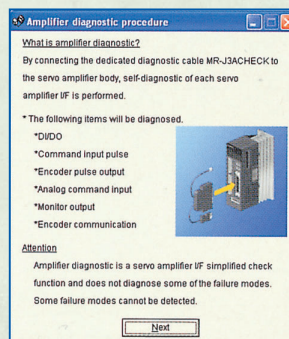 Amplifier diagnostic procedure
What is amplifier diagnostic?
By connecting the dedicated diagnostic cable MR-J3ACHECK to
the servo amplifier body, self-diagnostic of each servo
amplifier I/F is performed.
* The following items will be diagnosed.
*DI/DO
*Command input pulse
*Encoder pulse output
*Analog command input
*Monitor output
*Encoder communication
Attention
Amplifier diagnostic is a servo amplifier I/F simplified check
function and does not diagnose some of the failure modes.
Some failure modes cannot be detected.
Next